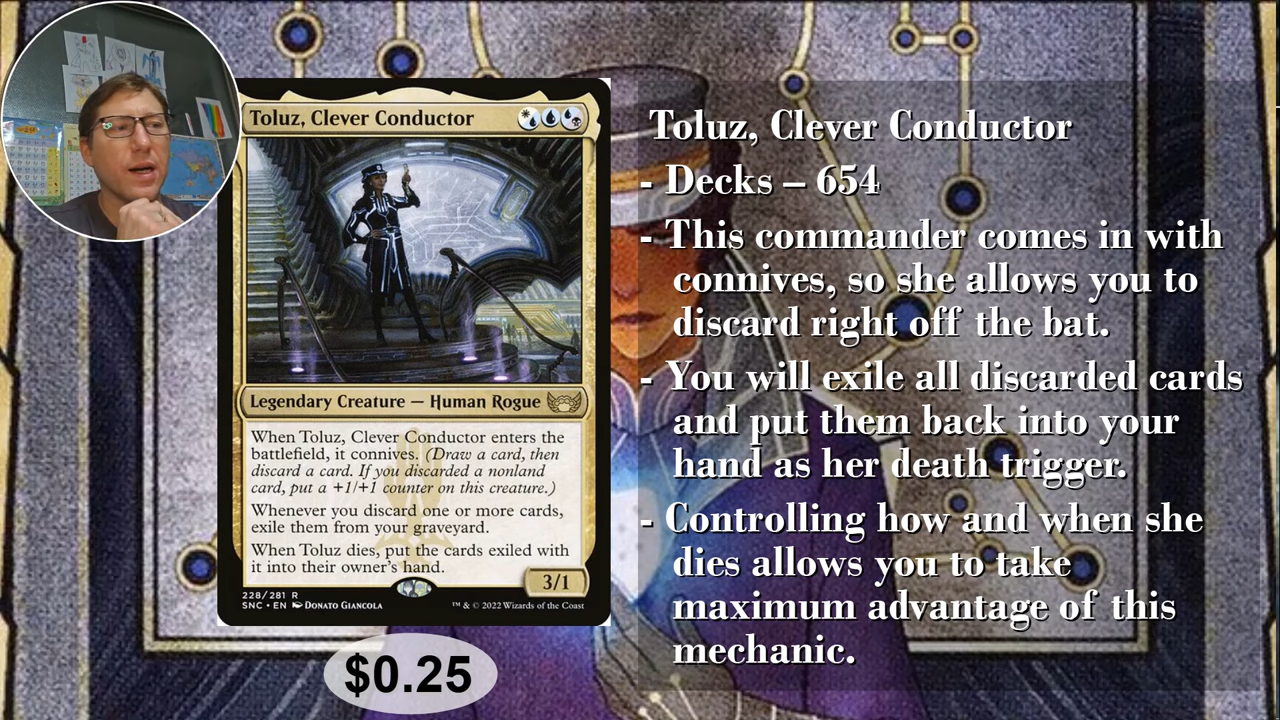 Toluz, Clever Conductor
Legendary Creature — Human Rogue
When Toluz, Clever Conductor enters the
battlefield, it connives. (Draw a card, then
discard a card. If you discarded a nonland
card, put a +1/+1 counter on this creature.)
Whenever you discard one or more cards,
exile them from your graveyard.
When Toluz dies, put the cards exiled with
it into their owner's hand.
3/1
228/281 R
SNC • EN Donato Giancola
™ & © 2022 Wizards of the Coast
$0.25
Toluz, Clever Conductor
- Decks – 654
- This commander comes in with
connives, so she allows you to
discard right off the bat.
- You will exile all discarded cards
and put them back into your
hand as her death trigger.
- Controlling how and when she
dies allows you to take
maximum advantage of this
mechanic.